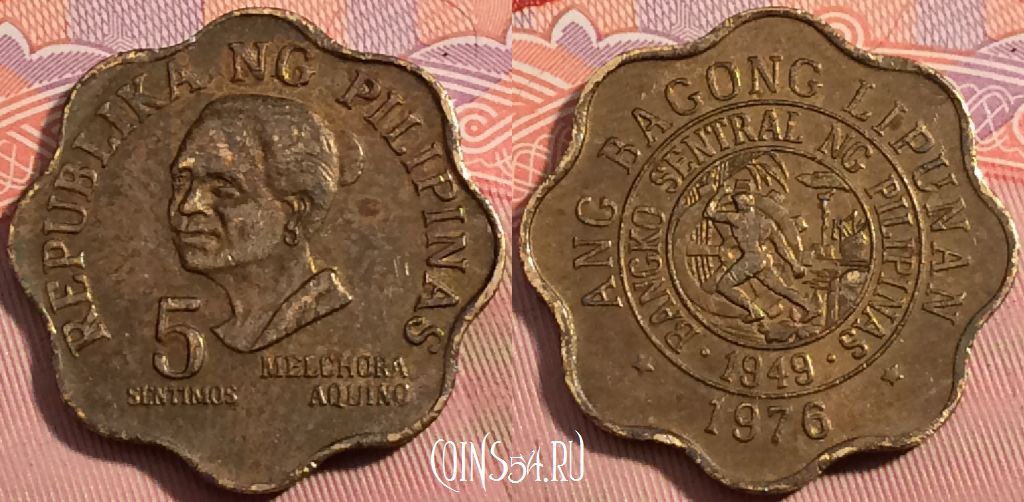 REPUBLIKA NG PILIPINAS
5
SENTIMOS
MELCHORA
AQUINO
ANG BAGONG LIPUNAN
BANGKO SENTRAL NG PILIPINAS
1949
1976
COINS54.RU